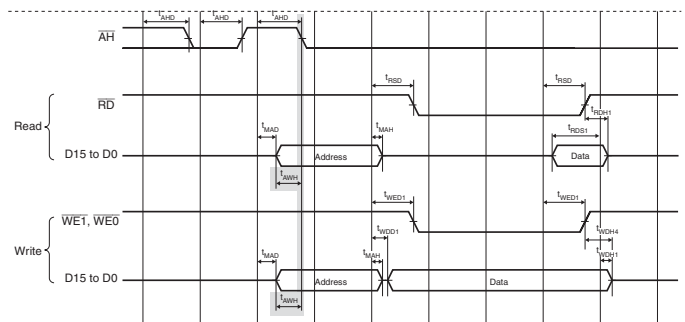 tAHD tAHD tAHD
AH
tRSD tRSD
RD
tRDH1
Read
tMAD tMAH tRDS1
D15 to D0 Address Data
tAWH
tWED1 tWED1
WE1, WE0
tWDD1 tWDH4
Write
tMAD tMAH tWDH1
D15 to D0 Address Data
tAWH